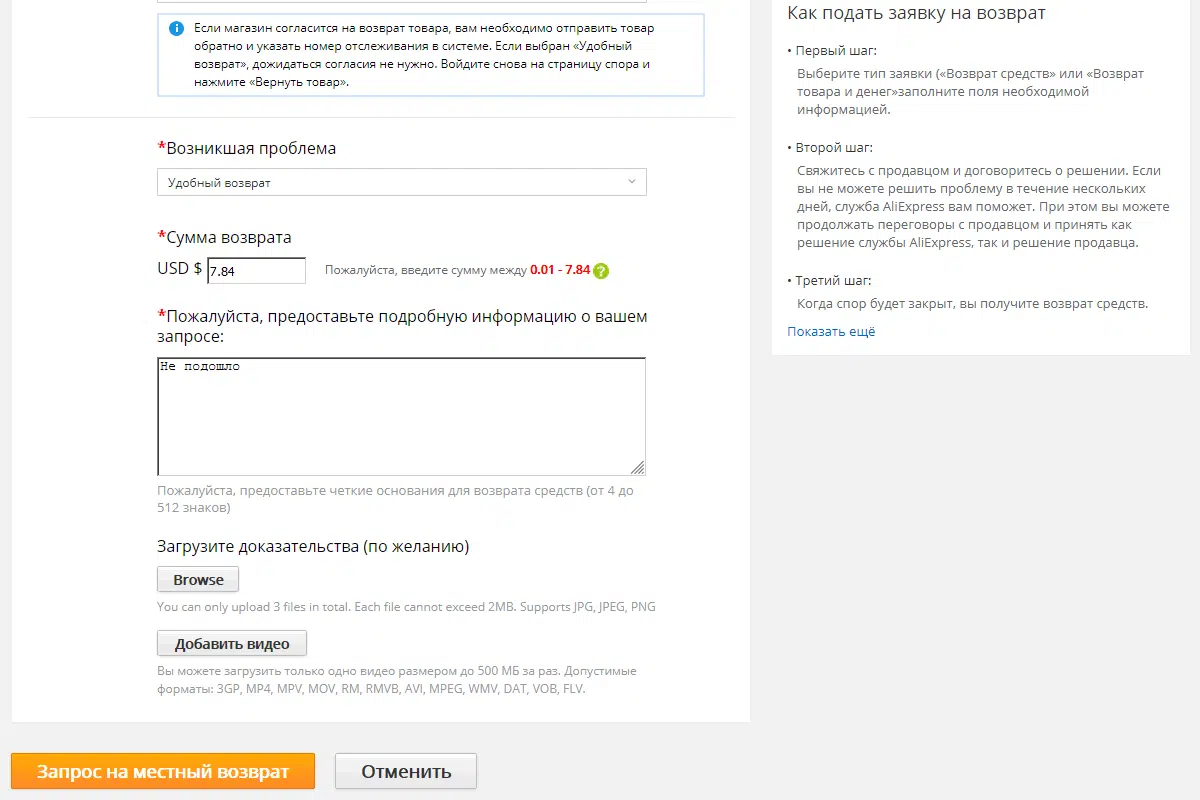 Если магазин согласится на возврат товара, вам необходимо отправить товар
обратно и указать номер отслеживания в системе. Если выбран «Удобный
возврат», дожидаться согласия не нужно. Войдите снова на страницу спора и
нажмите «Вернуть товар».
*Возникшая проблема
Удобный возврат
*Сумма возврата
USD $ 7.84 Пожалуйста, введите сумму между 0.01 - 7.84 ?
*Пожалуйста, предоставьте подробную информацию о вашем
запросе:
Не подошло
Пожалуйста, предоставьте четкие основания для возврата средств (от 4 до
512 знаков)
Загрузите доказательства (по желанию)
Browse
You can only upload 3 files in total. Each file cannot exceed 2MB. Supports JPG, JPEG, PNG
Добавить видео
Вы можете загрузить только одно видео размером до 500 МБ за раз. Допустимые
форматы: 3GP, MP4, MPV, MOV, RM, RMVB, AVI, MPEG, WMV, DAT, VOB, FLV.
Запрос на местный возврат
Отменить
Как подать заявку на возврат
• Первый шаг:
Выберите тип заявки («Возврат средств» или «Возврат
товара и денег»заполните поля необходимой
информацией.
• Второй шаг:
Свяжитесь с продавцом и договоритесь о решении. Если
вы не можете решить проблему в течение нескольких
дней, служба AliExpress вам поможет. При этом вы можете
продолжать переговоры с продавцом и принять как
решение службы AliExpress, так и решение продавца.
• Третий шаг:
Когда спор будет закрыт, вы получите возврат средств.
Показать ещё